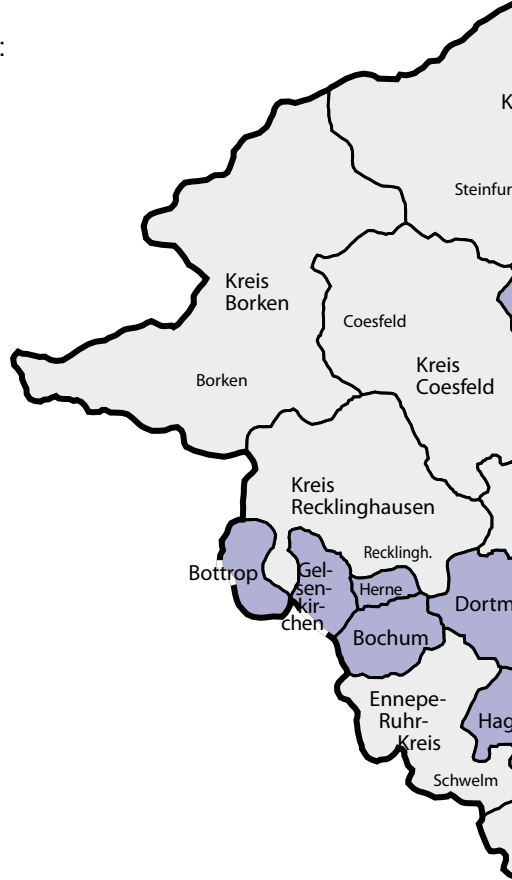 :
K
Steinfur
Kreis
Borken
Coesfeld
Kreis
Coesfeld
Borken
Kreis
Recklinghausen
Recklingh.
Bottrop
Gel-
sen-
kir-
chen
Herne
Dortm
Bochum
Ennepe-
Ruhr-
Kreis
Hag
Schwelm